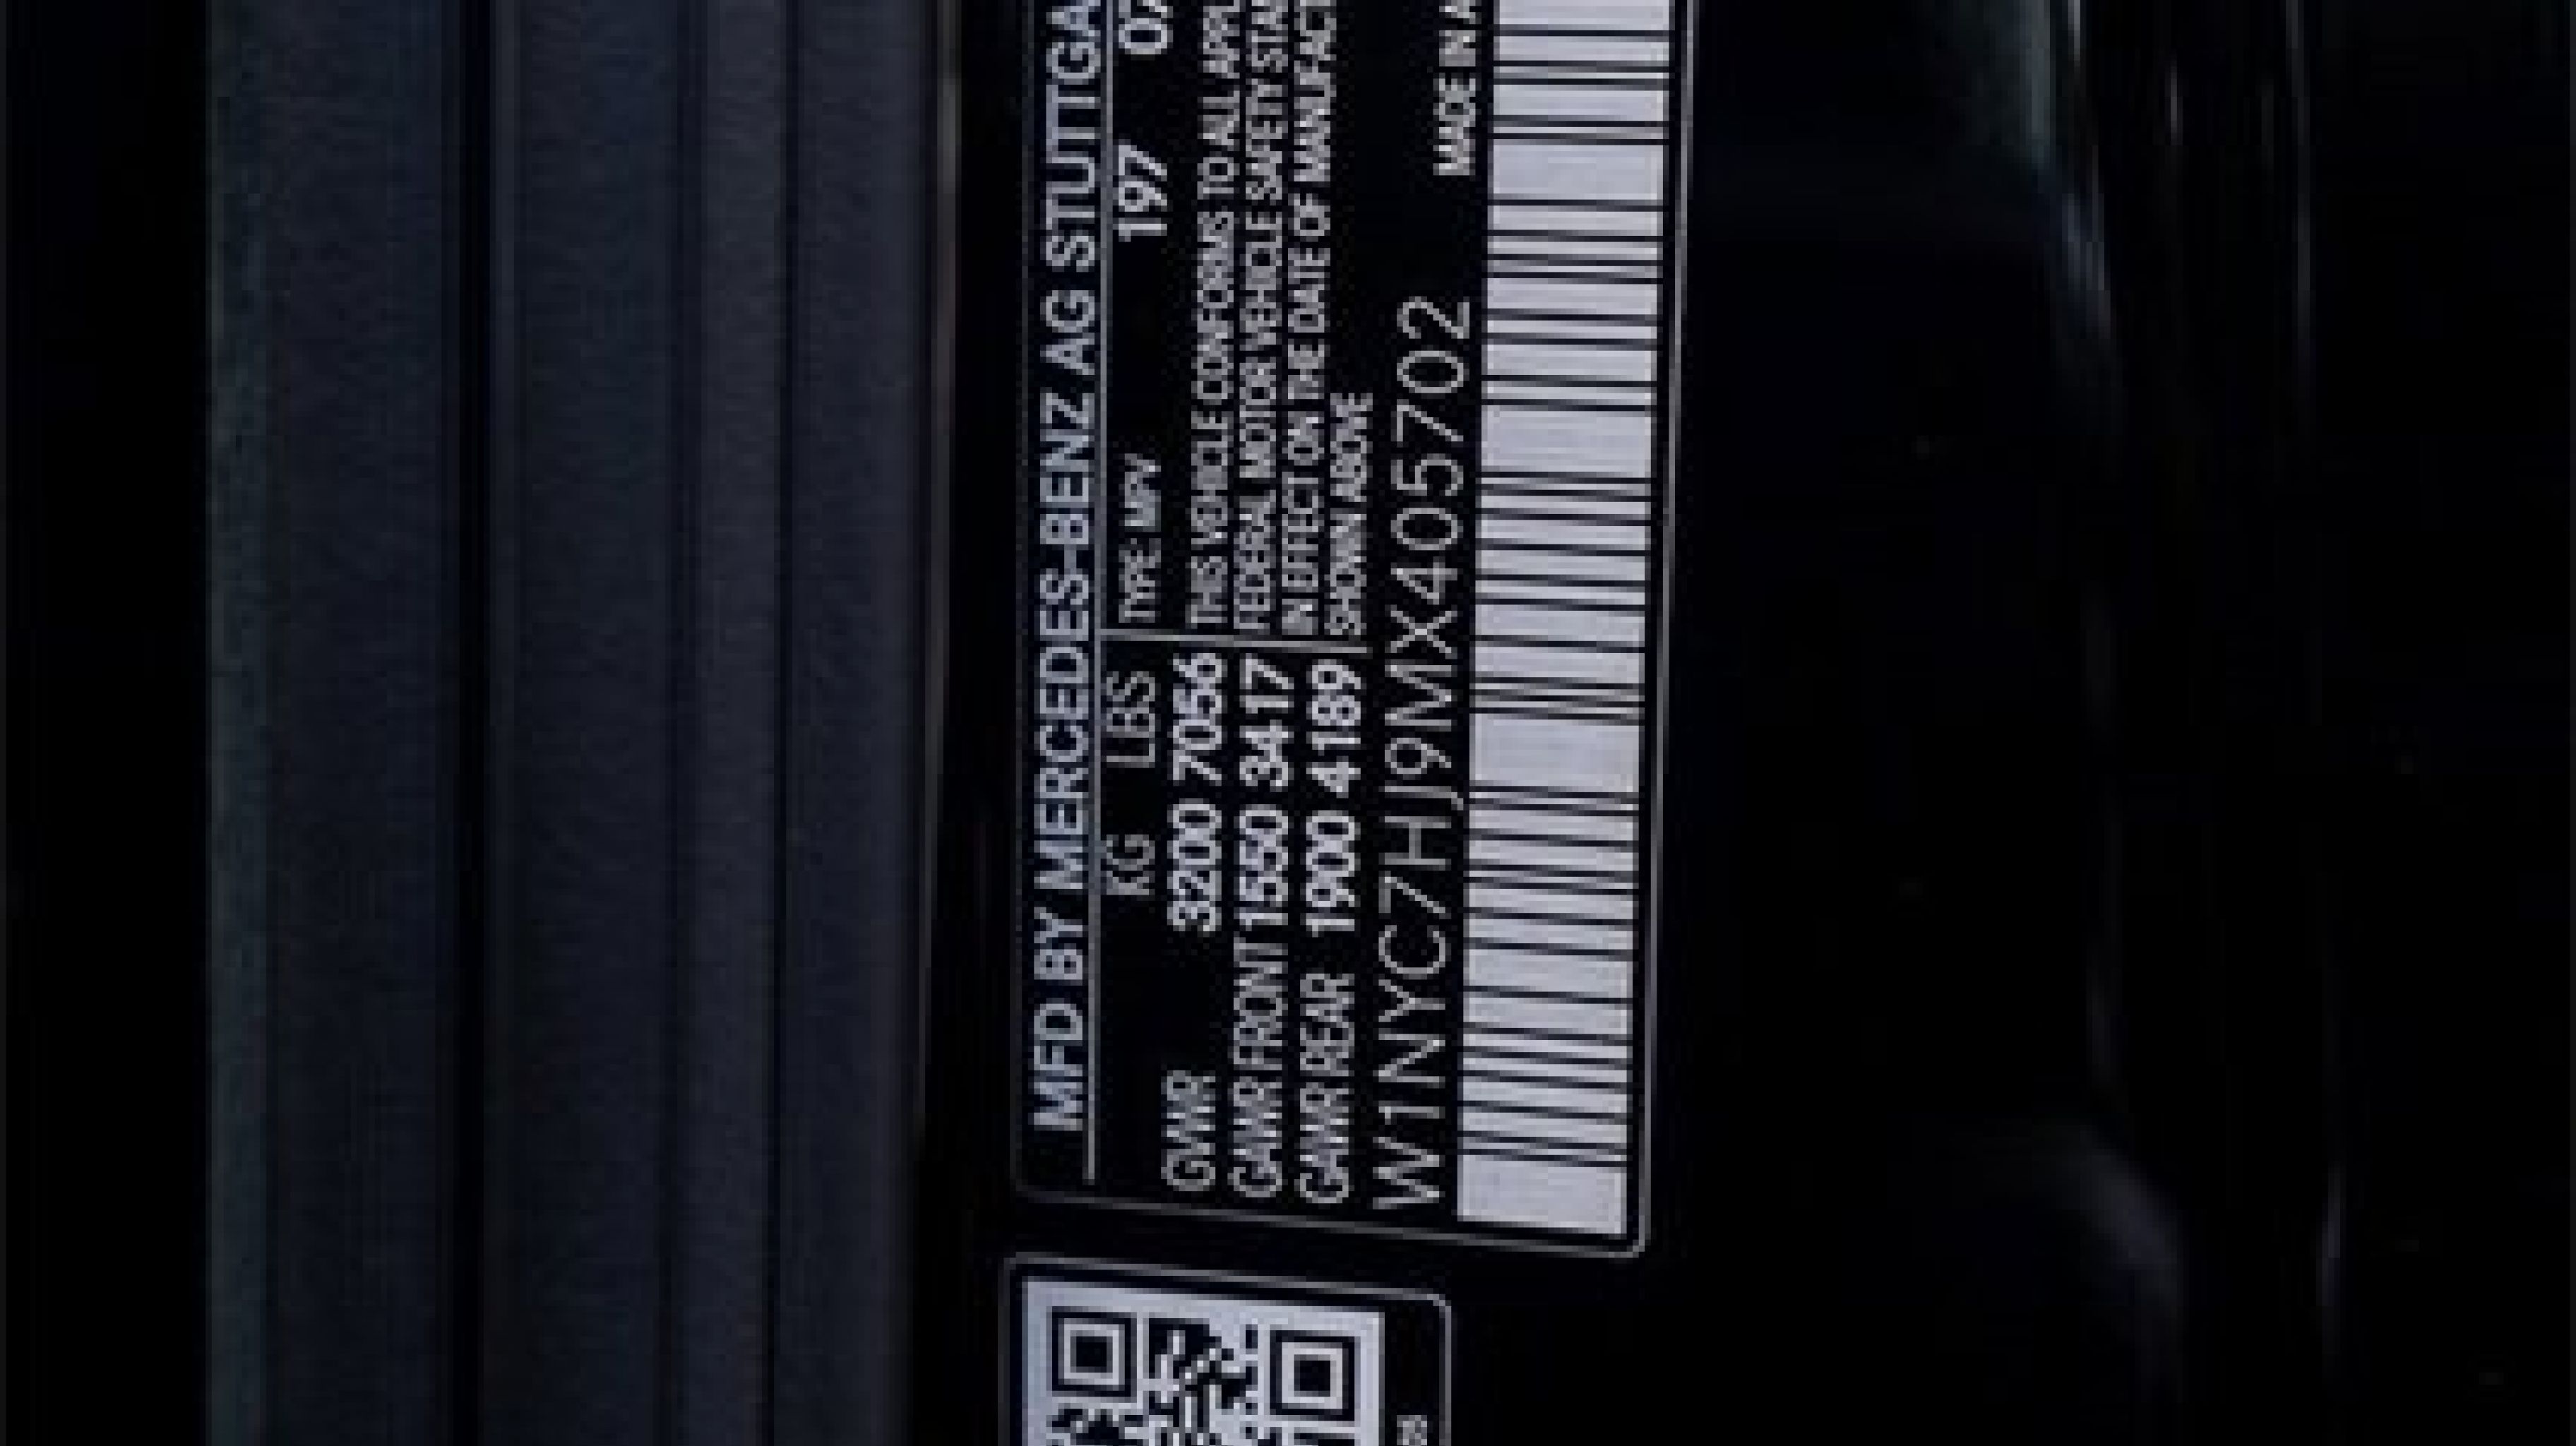 MFD BY MERCEDES-BENZ AG STUTTGA
KG LBS
GVWR 3200 7056
GAWR FRONT 1550 3417
GAWR REAR 1900 4189
TYPE: MPV 197 07
THIS VEHICLE CONFORMS TO ALL APPL
FEDERAL MOTOR VEHICLE SAFETY STA
IN EFFECT ON THE DATE OF MANUFACT
SHOWN ABOVE
W1NYC7HJ9MX405702
MADE IN A